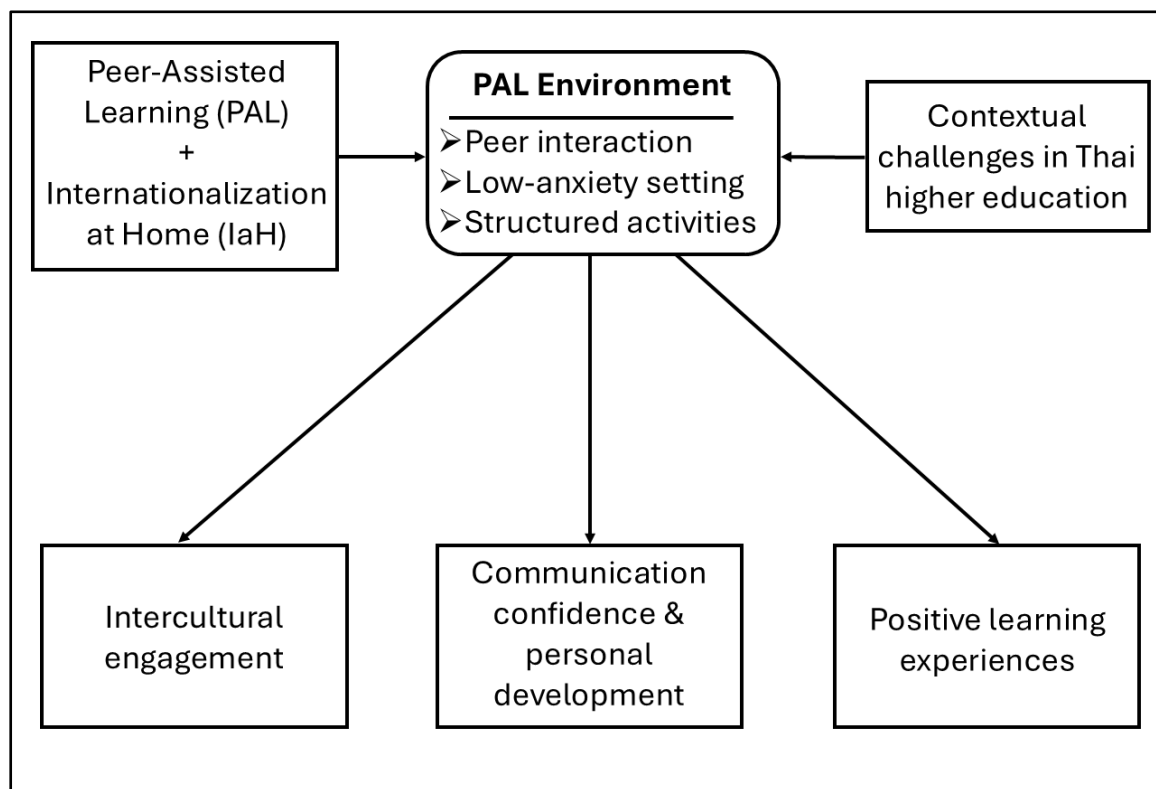 Peer-Assisted
Learning (PAL)
+
Internationalization
at Home (IaH)
PAL Environment
➢Peer interaction
➢Low-anxiety setting
➢Structured activities
Contextual
challenges in Thai
higher education
Intercultural
engagement
Communication
confidence &
personal
development
Positive learning
experiences